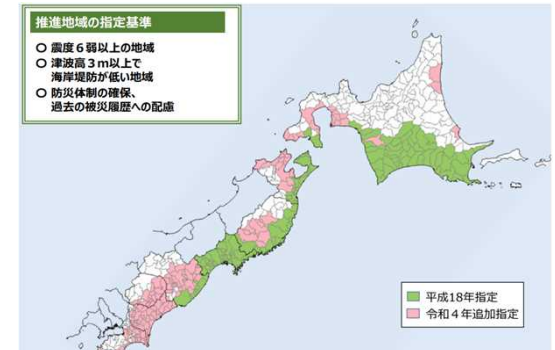 推進地域の指定基準
○ 震度６弱以上の地域
○ 津波高３ｍ以上で
海岸堤防が低い地域
○ 防災体制の確保、
過去の被災履歴への配慮
平成18年指定
令和４年追加指定